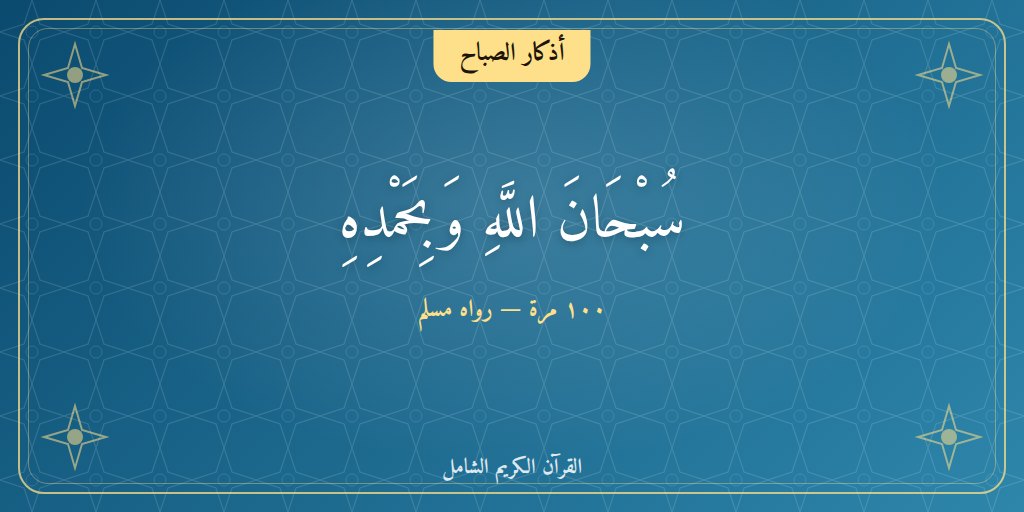 أذكار الصباح
سُبْحَانَ اللَّهِ وَبِحَمْدِهِ
١٠٠ مرة — رواه مسلم
القرآن الكريم الشامل